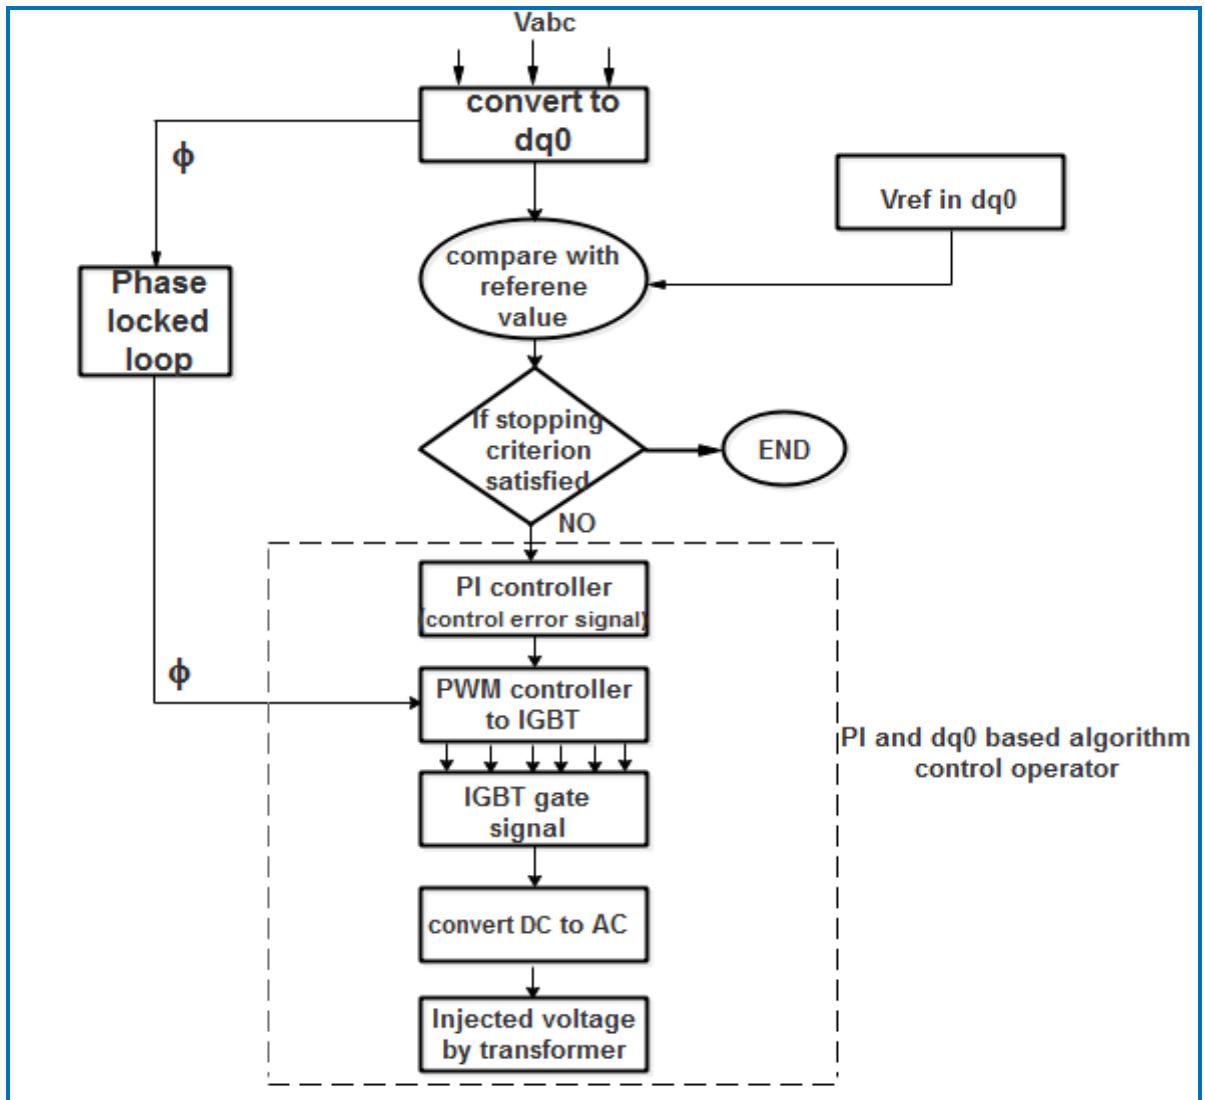 Vabc
convert to
dq0
ϕ
Vref in dq0
compare with
referene
value
Phase
locked
loop
If stopping
criterion
satisfied
END
NO
PI controller
(control error signal)
ϕ
PWM controller
to IGBT
PI and dq0 based algorithm
control operator
IGBT gate
signal
convert DC to AC
Injected voltage
by transformer